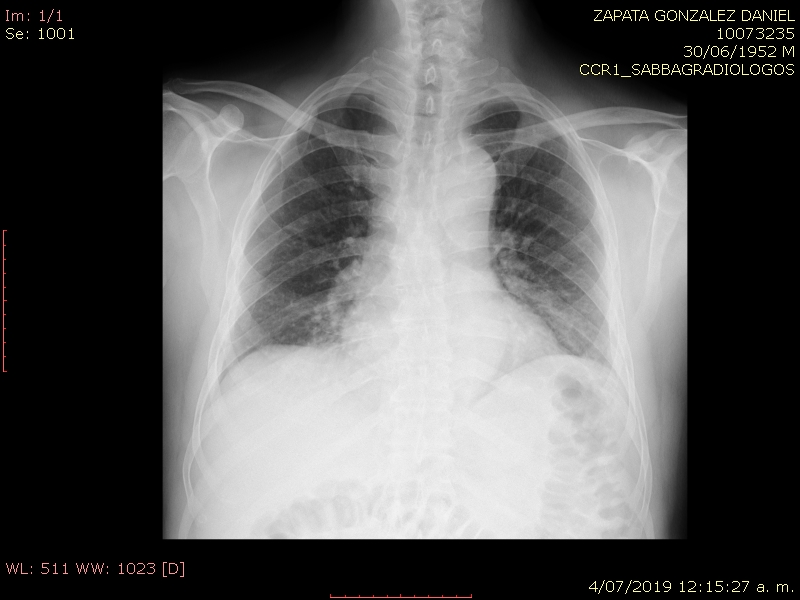 Im: 1/1
Se: 1001
ZAPATA GONZALEZ DANIEL
10073235
30/06/1952 M
CCR1_SABBAGRADIOLOGOS
WL: 511 WW: 1023 [D]
4/07/2019 12:15:27 a. m.